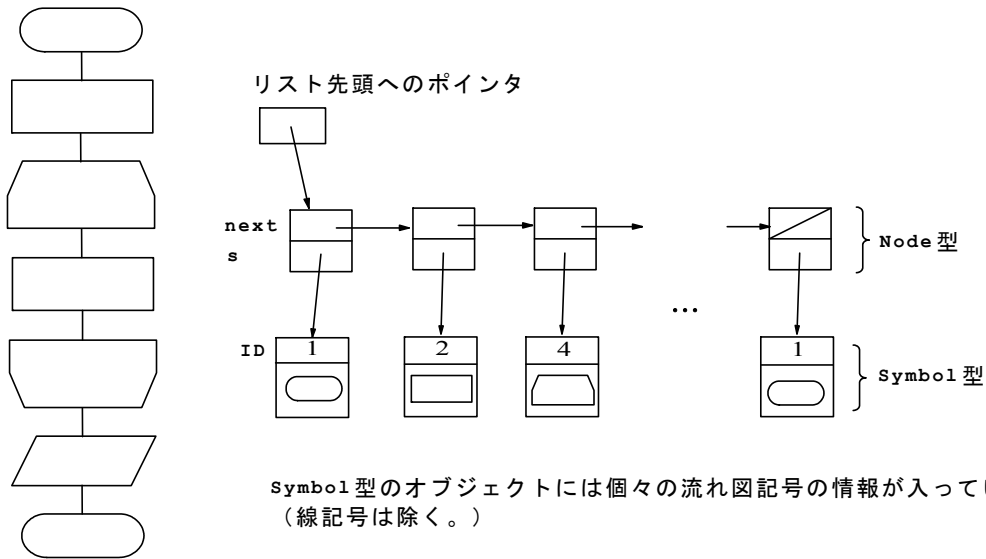 リスト先頭へのポインタ
next
s
Node型
...
ID
1
2
4
1
Symbol型
Symbol型のオブジェクトには個々の流れ図記号の情報が入ってい
（線記号は除く。）